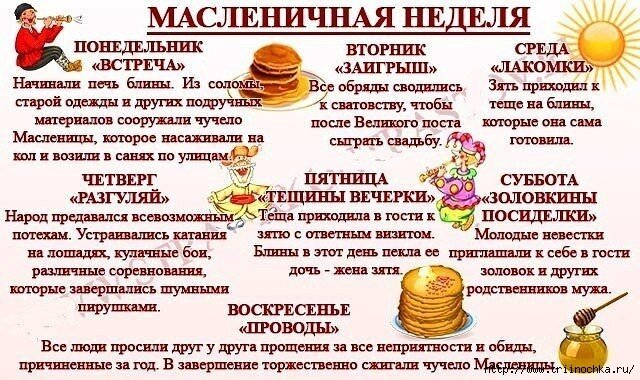 МАСЛЕНИЧНАЯ НЕДЕЛЯ
ПОНЕДЕЛЬНИК
«ВСТРЕЧА»
Начинали печь блины. Из соломы,
старой одежды и других подручных
материалов сооружали чучело
Масленицы, которое насаживали на
кол и возили в санях по улицам.
ВТОРНИК
«ЗАИГРЫШ»
Все обряды сводились
к сватовству, чтобы
после Великого поста
сыграть свадьбу.
СРЕДА
«ЛАКОМКИ»
Зять приходил к
теще на блины,
которые она сама
готовила.
ЧЕТВЕРГ
«РАЗГУЛЯЙ»
Народ предавался всевозможным
потехам. Устраивались катания
на лошадях, кулачные бои,
различные соревнования,
которые завершались шумными
пирушками.
ПЯТНИЦА
«ТЕЩИНЫ ВЕЧЕРКИ»
Теща приходила в гости к
зятю с ответным визитом.
Блины в этот день пекла ее
дочь - жена зятя.
СУББОТА
«ЗОЛОВКИНЫ
ПОСИДЕЛКИ»
Молодые невестки
приглашали к себе в гости
золовок и других
родственников мужа.
ВОСКРЕСЕНЬЕ
«ПРОВОДЫ»
Все люди просили друг у друга прощения за все неприятности и обиды,
причиненные за год. В завершение торжественно сжигали чучело Масленицы.
http://www.triinochka.ru/